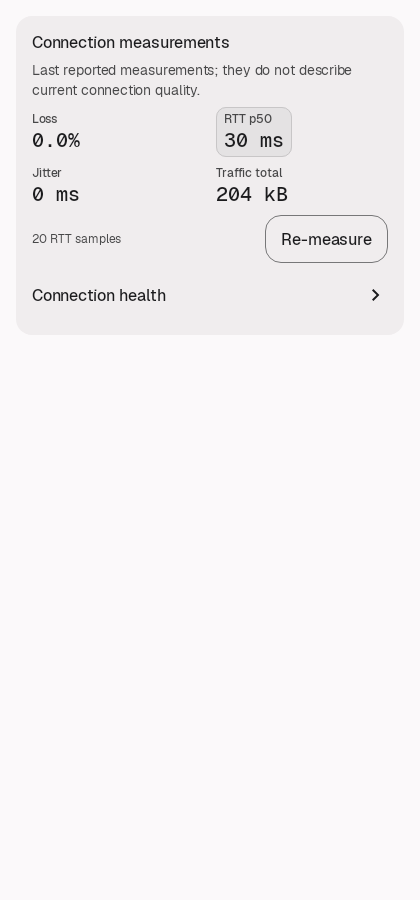 Connection measurements
Last reported measurements; they do not describe
current connection quality.
Loss
0.0%
RTT p50
30 ms
Jitter
0 ms
Traffic total
204 kB
20 RTT samples
Re-measure
Connection health